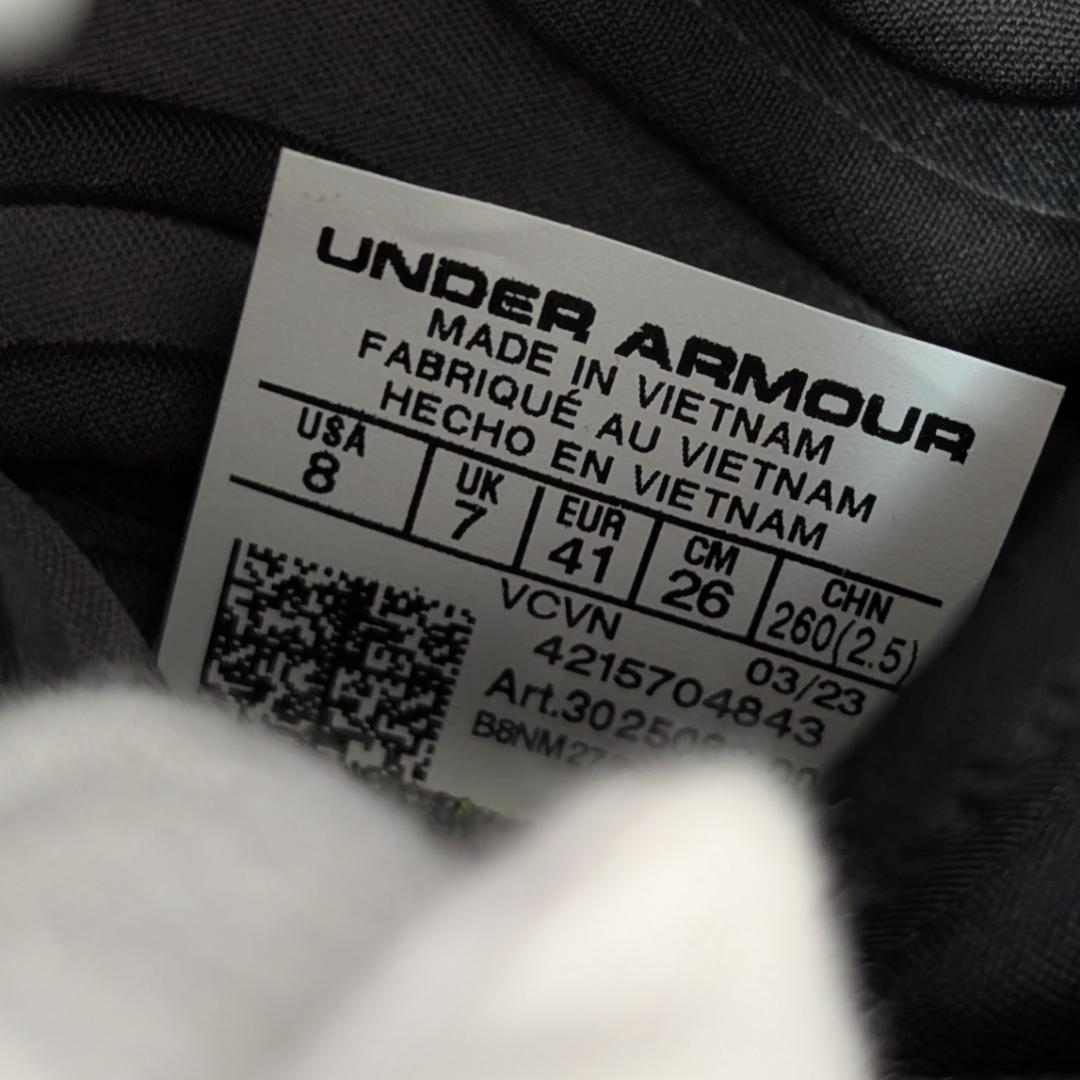 UNDER ARMOUR
MADE IN VIETNAM
FABRIQUÉ AU VIETNAM
HECHO EN VIETNAM
USA UK EUR CM CHN
8 7 41 26 260(2.5)
VCVN 03/23
4215704843